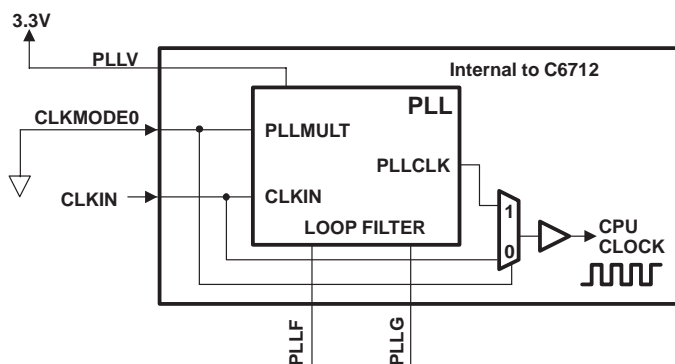 3.3V
PLLV
Internal to C6712
PLL
CLKMODE0
PLLMULT
PLLCLK
CLKIN
CLKIN
LOOP FILTER
1
0
CPU
CLOCK
PLLF
PLLG